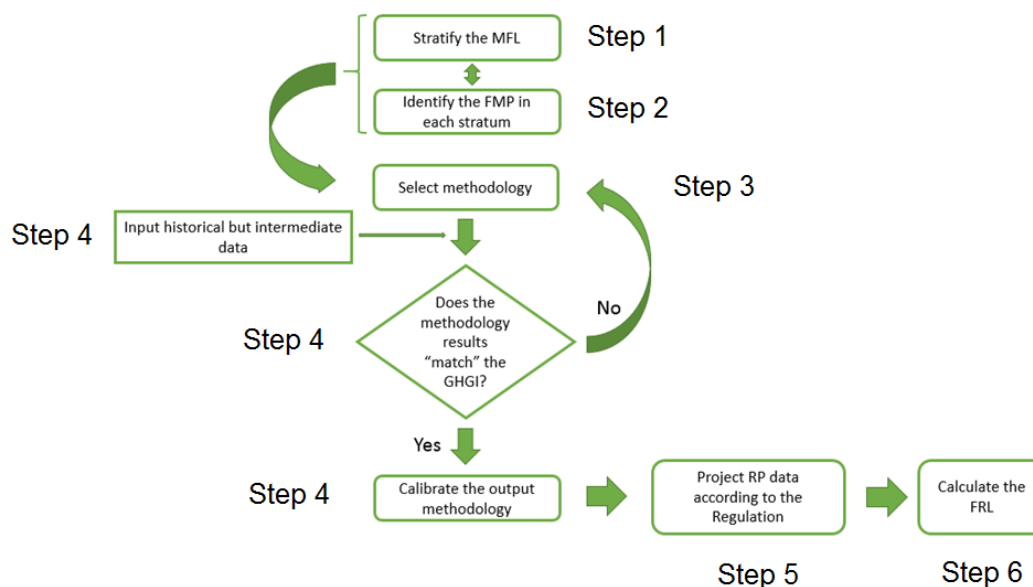 Stratify the MFL
Step 1
Identify the FMP in
each stratum
Step 2
Select methodology
Step 3
Step 4
Input historical but intermediate
data
Does the
methodology
results
“match” the
GHGI?
Step 4
No
Yes
Step 4
Calibrate the output
methodology
Project RP data
according to the
Regulation
Calculate the
FRL
Step 5
Step 6